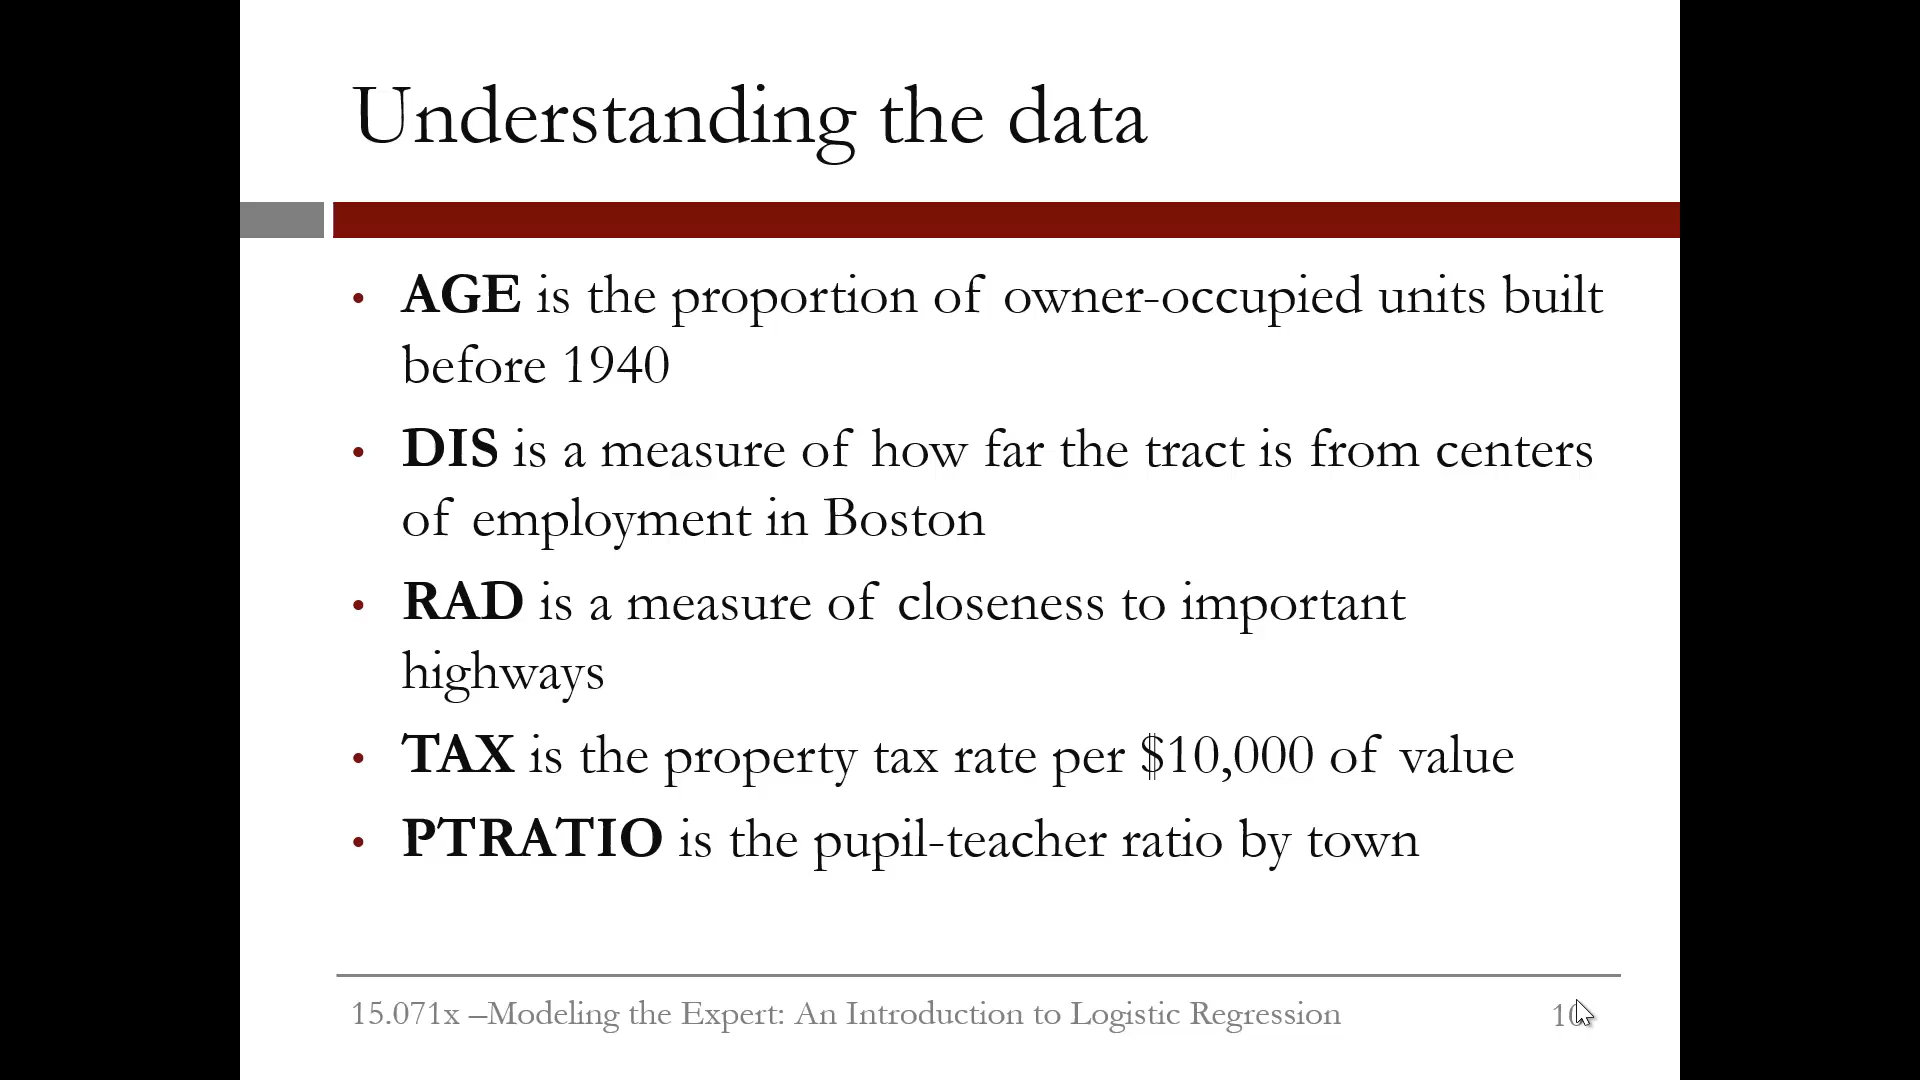 Understanding the data
• AGE is the proportion of owner-occupied units built
before 1940
• DIS is a measure of how far the tract is from centers
of employment in Boston
• RAD is a measure of closeness to important
highways
• TAX is the property tax rate per $10,000 of value
• PTRATIO is the pupil-teacher ratio by town
15.071x –Modeling the Expert: An Introduction to Logistic Regression